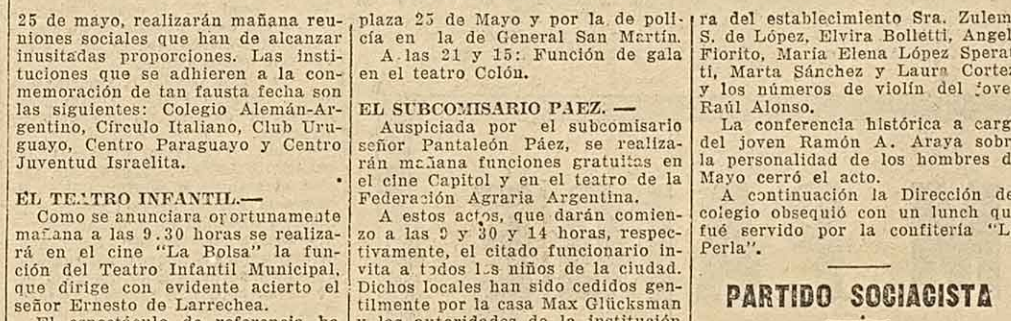 25 de mayo, realizarán mañana reu-
niones sociales que han de alcanzar
inusitadas proporciones. Las insti-
tuciones que se adhieren a la con-
memoración de tan fausta fecha son
las siguientes: Colegio Alemán-Ar-
gentino, Círculo Italiano, Club Uru-
guayo, Centro Paraguayo y Centro
Juventud Israelita.
EL TEATRO INFANTIL.—
Como se anunciara oportunamente
mañana a las 9.30 horas se realiza-
rá en el cine "La Bolsa" la fun-
ción del Teatro Infantil Municipal,
que dirige con evidente acierto el
señor Ernesto de Larrechea.
El espectáculo de referencia ha
plaza 25 de Mayo y por la de poli-
cía en la de General San Martín.
A las 21 y 15: Función de gala
en el teatro Colón.
EL SUBCOMISARIO PAEZ. —
Auspiciada por el subcomisario
señor Pantaleón Páez, se realiza-
rán mañana funciones gratuitas en
el cine Capitol y en el teatro de la
Federación Agraria Argentina.
A estos actos, que darán comien-
zo a las 9 y 30 y 14 horas, respec-
tivamente, el citado funcionario in-
vita a todos los niños de la ciudad.
Dichos locales han sido cedidos gen-
tilmente por la casa Max Glücksman
y las autoridades de la institución
ra del establecimiento Sra. Zulem
S. de López, Elvira Bolletti, Angel
Fiorito, María Elena López Sperat
ti, Marta Sánchez y Laura Cortez
y los números de violín del jove
Raúl Alonso.
La conferencia histórica a carg
del joven Ramón A. Araya sobr
la personalidad de los hombres d
Mayo cerró el acto.
A continuación la Dirección de
colegio obsequió con un lunch qu
fué servido por la confitería "L
Perla".
PARTIDO SOCIACISTA